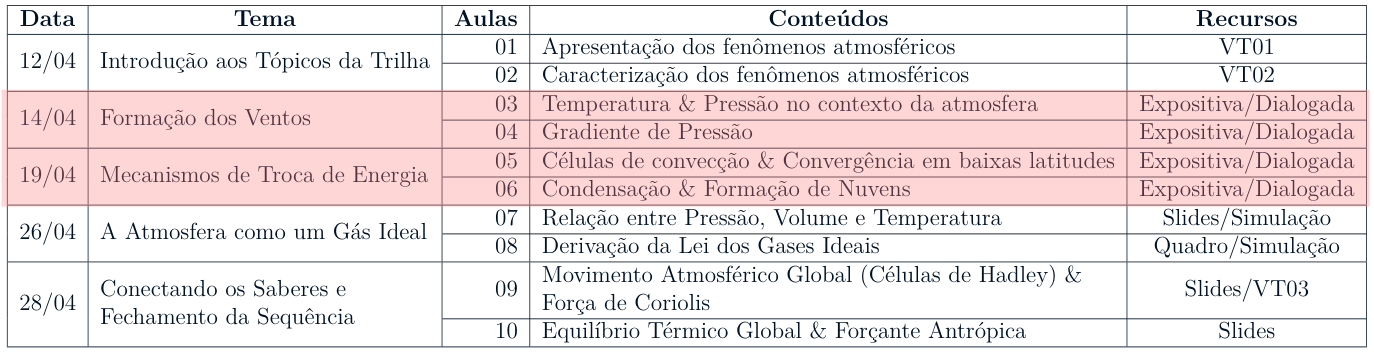 Data Tema Aulas Conteúdos Recursos
12/04 Introdução aos Tópicos da Trilha 01 Apresentação dos fenômenos atmosféricos VT01
02 Caracterização dos fenômenos atmosféricos VT02
14/04 Formação dos Ventos 03 Temperatura & Pressão no contexto da atmosfera Expositiva/Dialogada
04 Gradiente de Pressão Expositiva/Dialogada
19/04 Mecanismos de Troca de Energia 05 Células de convecção & Convergência em baixas latitudes Expositiva/Dialogada
06 Condensação & Formação de Nuvens Expositiva/Dialogada
26/04 A Atmosfera como um Gás Ideal 07 Relação entre Pressão, Volume e Temperatura Slides/Simulação
08 Derivação da Lei dos Gases Ideais Quadro/Simulação
28/04 Conectando os Saberes e
Fechamento da Sequência 09 Movimento Atmosférico Global (Células de Hadley) &
Força de Coriolis Slides/VT03
10 Equilíbrio Térmico Global & Forçante Antrópica Slides